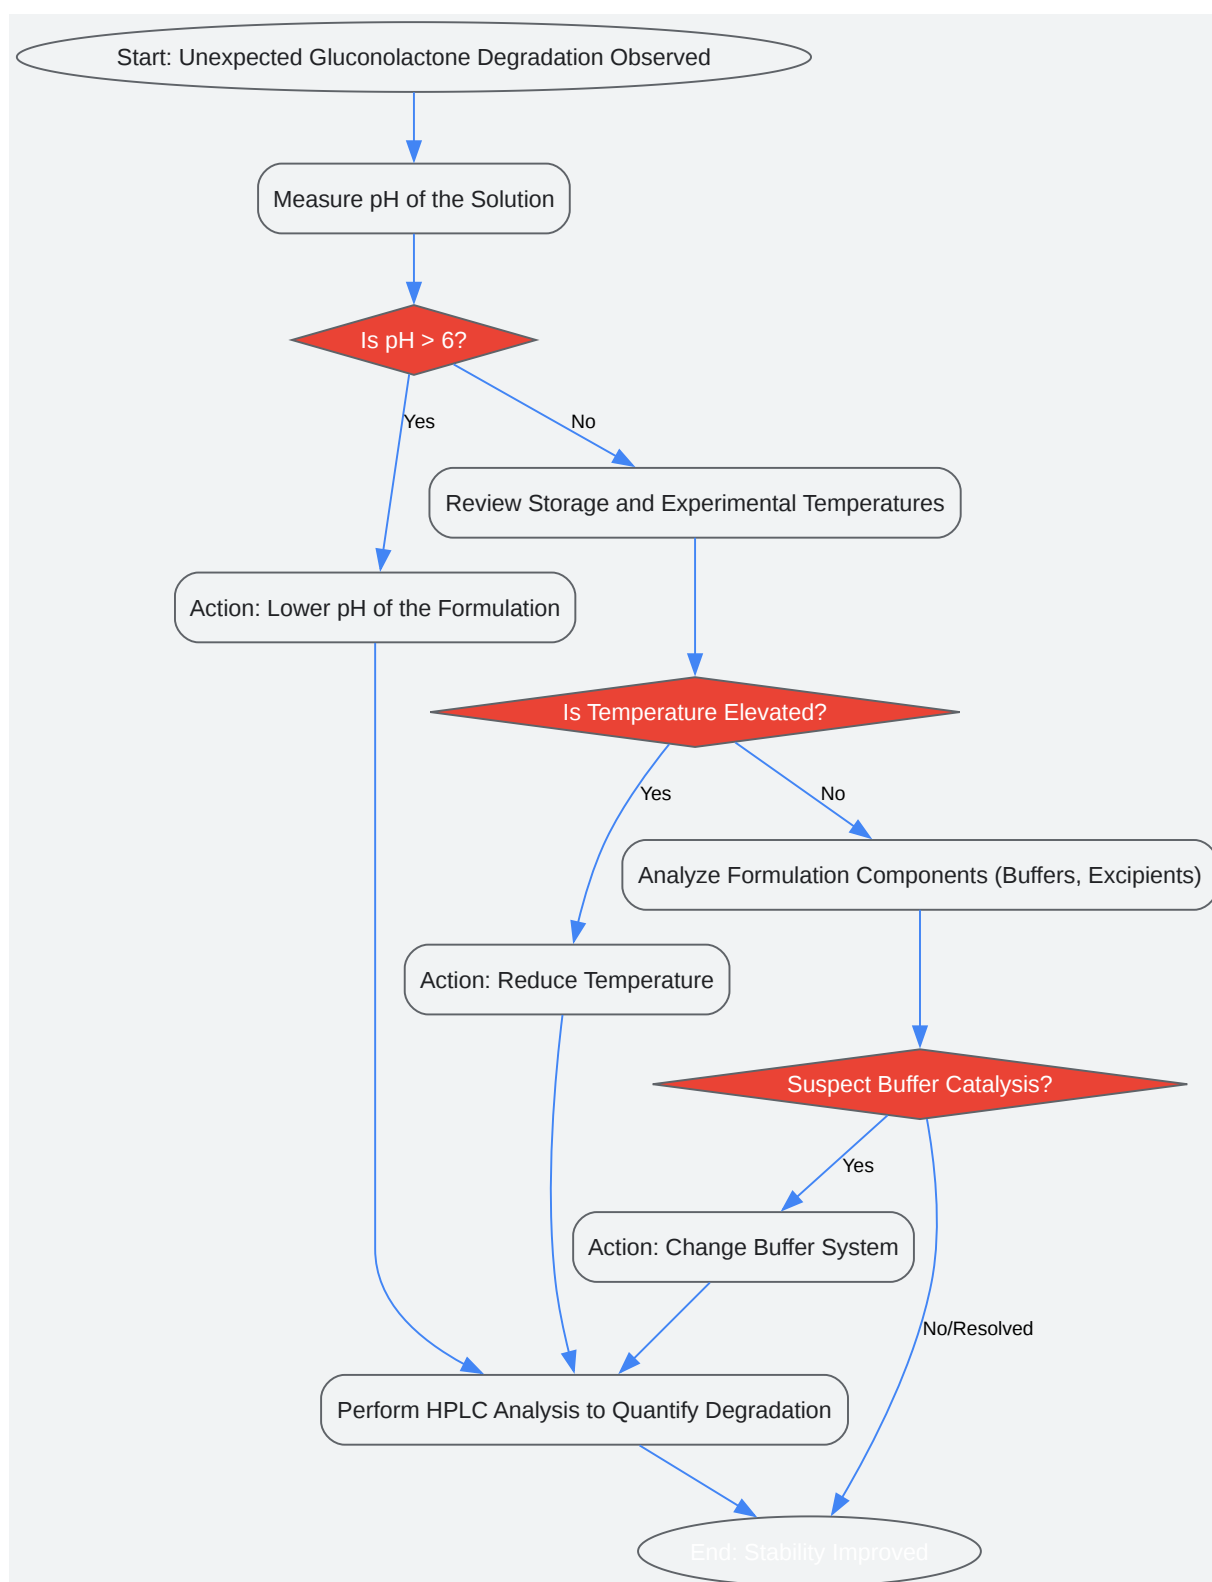 Start: Unexpected Gluconolactone Degradation Observed
Measure pH of the Solution
Is pH > 6?
Yes
No
Review Storage and Experimental Temperatures
Action: Lower pH of the Formulation
Is Temperature Elevated?
Yes
No
Analyze Formulation Components (Buffers, Excipients)
Action: Reduce Temperature
Suspect Buffer Catalysis?
Yes
Action: Change Buffer System
No/Resolved
Perform HPLC Analysis to Quantify Degradation
End: Stability Improved